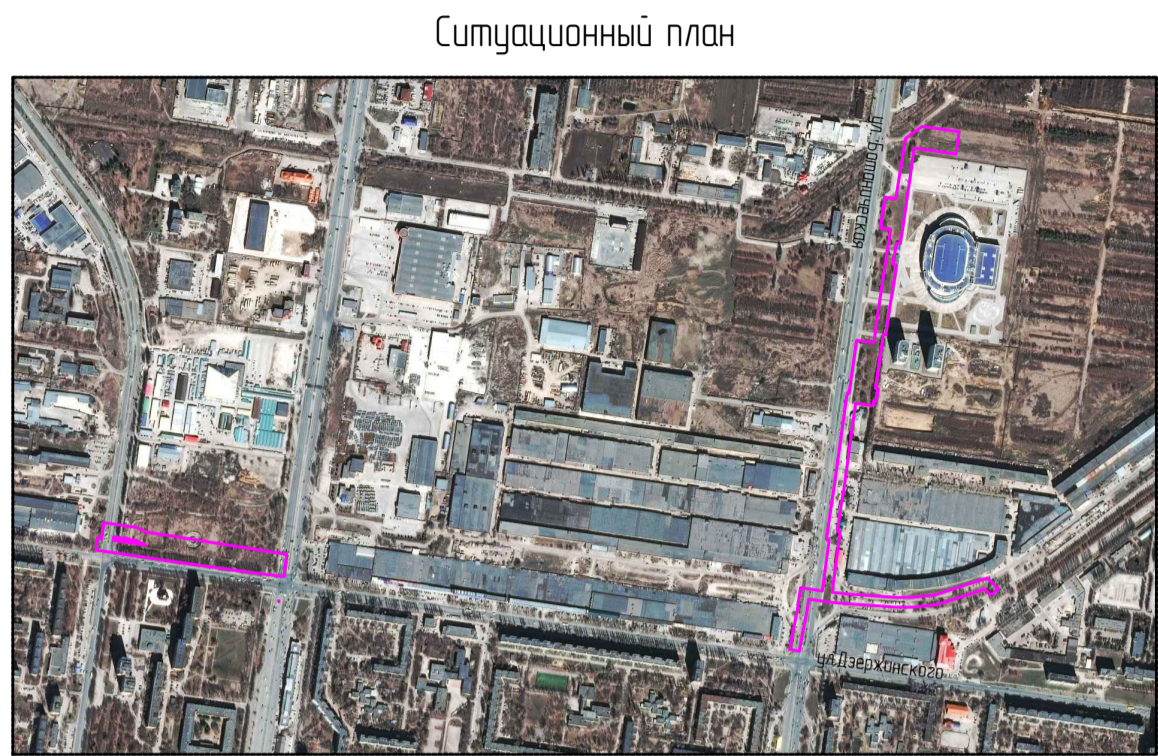 Ситуационный план
ул.Ботаническая
ул.Дзержинского